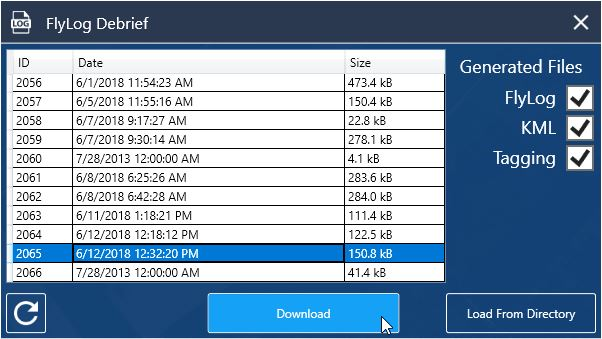 LOG FlyLog Debrief
ID Date Size
2056 6/1/2018 11:54:23 AM 473.4 kB
2057 6/5/2018 11:55:16 AM 150.4 kB
2058 6/7/2018 9:17:27 AM 22.8 kB
2059 6/7/2018 9:30:14 AM 278.1 kB
2060 7/28/2013 12:00:00 AM 4.1 kB
2061 6/8/2018 6:25:26 AM 283.6 kB
2062 6/8/2018 6:42:28 AM 284.0 kB
2063 6/11/2018 1:18:21 PM 111.4 kB
2064 6/12/2018 12:18:12 PM 122.5 kB
2065 6/12/2018 12:32:20 PM 150.8 kB
2066 7/28/2013 12:00:00 AM 41.4 kB
Generated Files
FlyLog
KML
Tagging
Download
Load From Directory